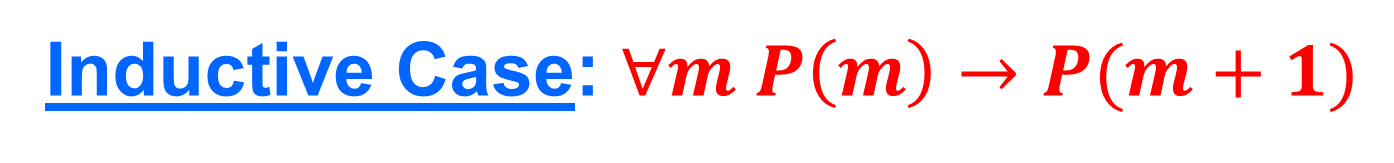 Inductive Case: ∀m P(m) → P(m + 1)